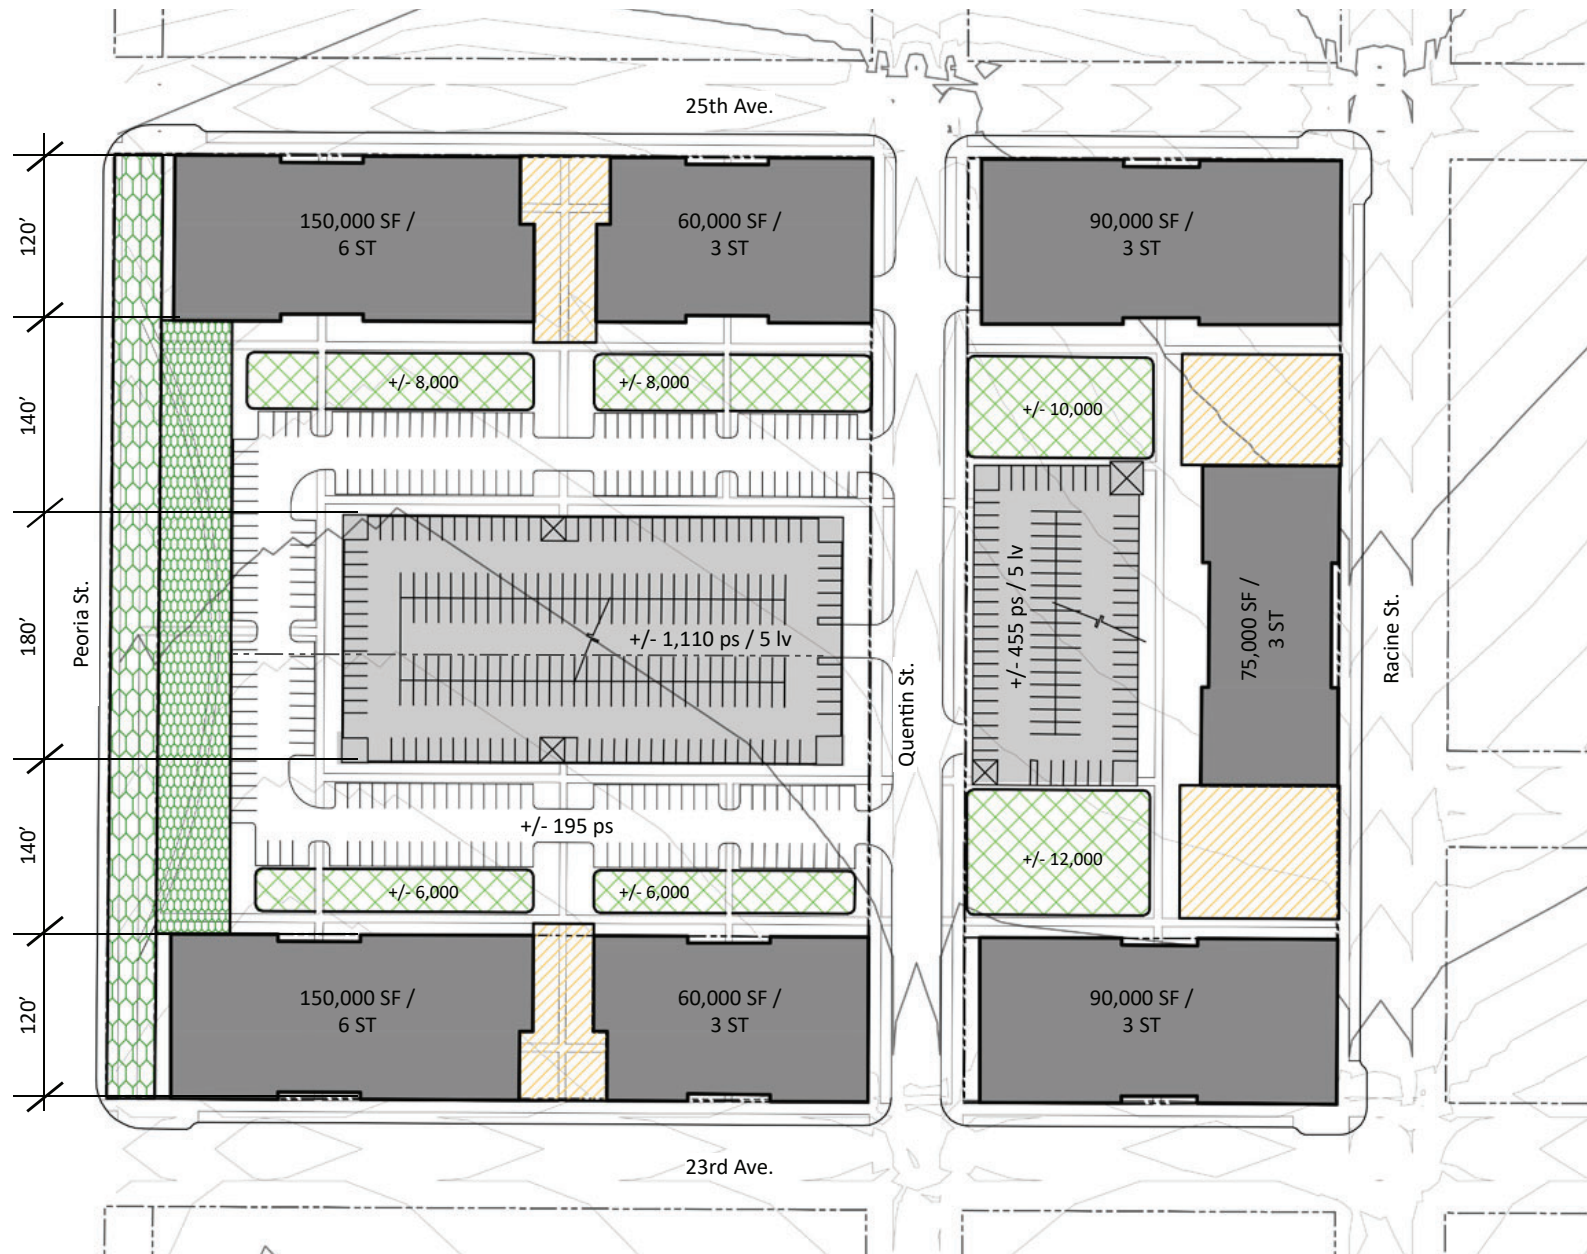 25th Ave.
120’
150,000 SF /
6 ST
60,000 SF /
3 ST
90,000 SF /
3 ST
140’
+/- 8,000
+/- 8,000
+/- 10,000
180’
Peoria St.
+/- 1,110 ps / 5 lv
Quentin St.
+/- 455 ps / 5 lv
75,000 SF /
3 ST
Racine St.
140’
+/- 195 ps
+/- 6,000
+/- 6,000
+/- 12,000
120’
150,000 SF /
6 ST
60,000 SF /
3 ST
90,000 SF /
3 ST
23rd Ave.